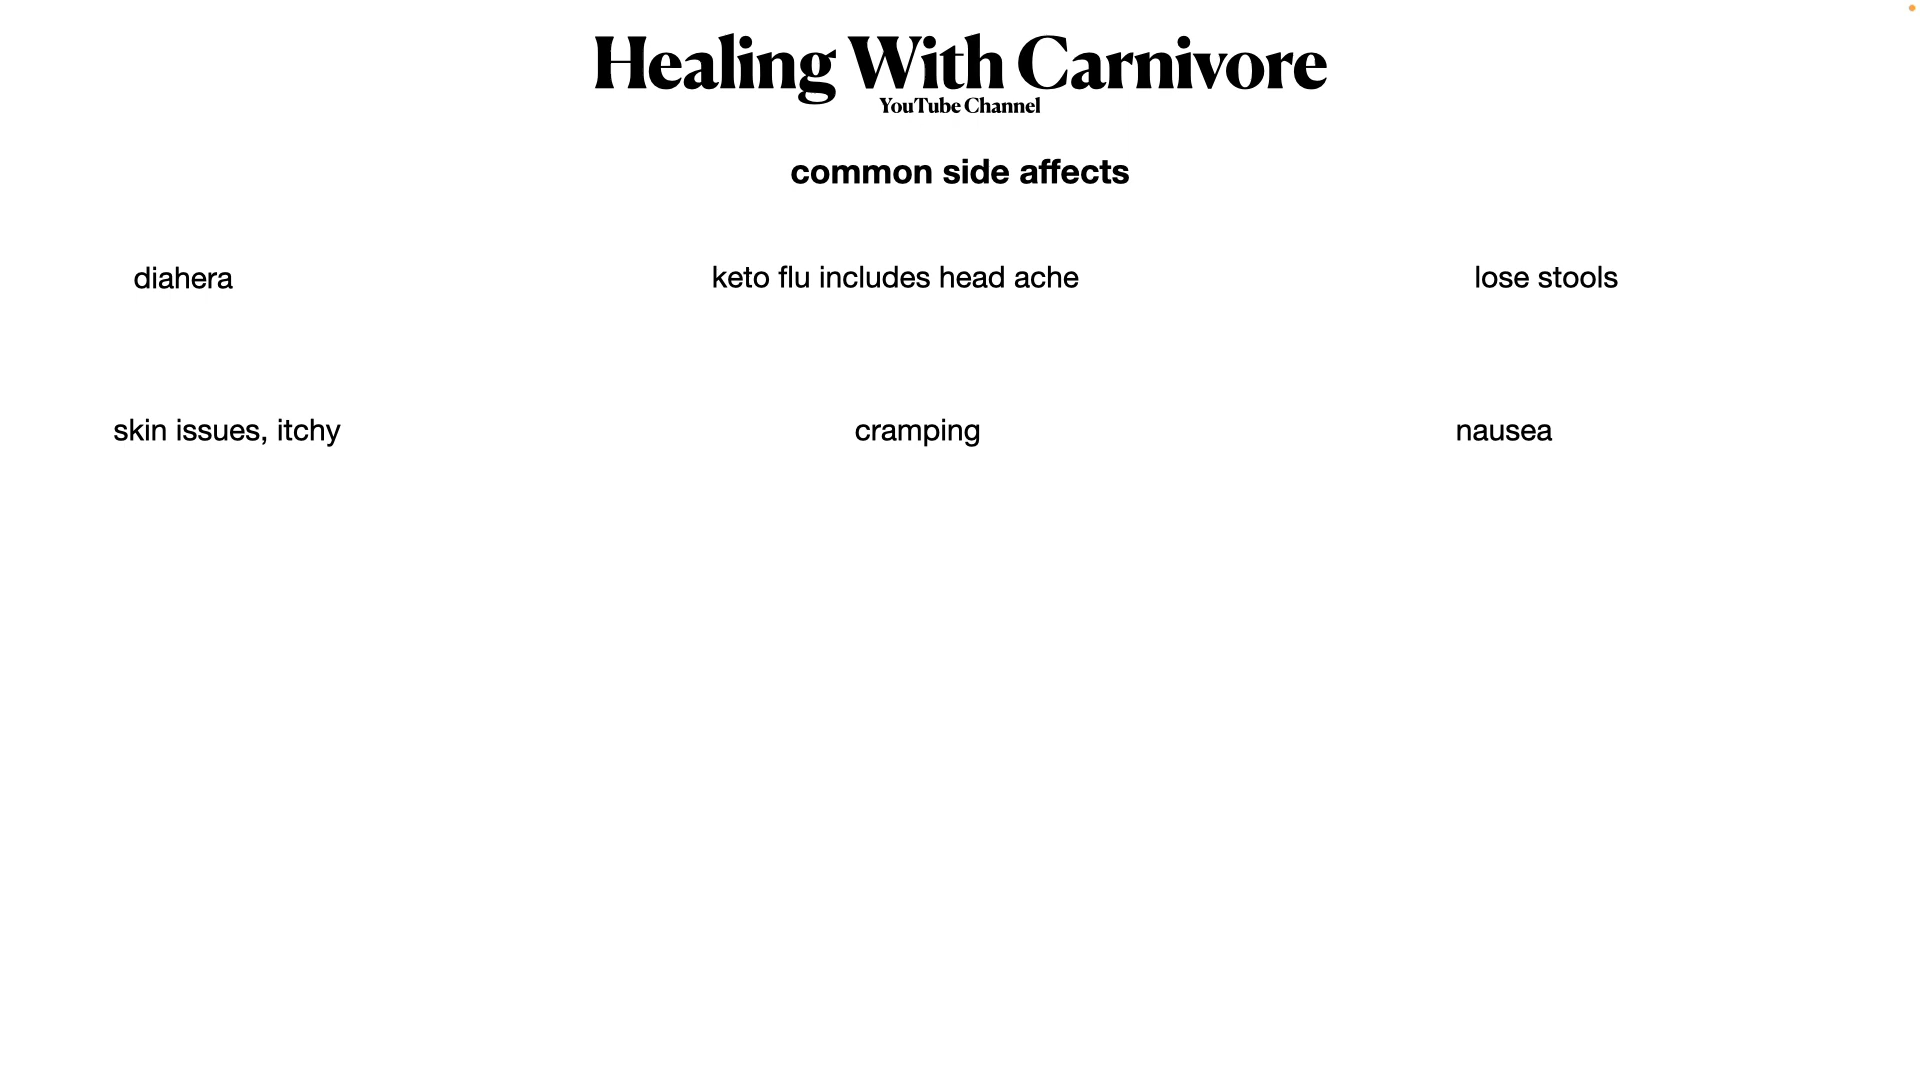 Healing With Carnivore
YouTube Channel
common side affects
diahera
keto flu includes head ache
lose stools
skin issues, itchy
cramping
nausea